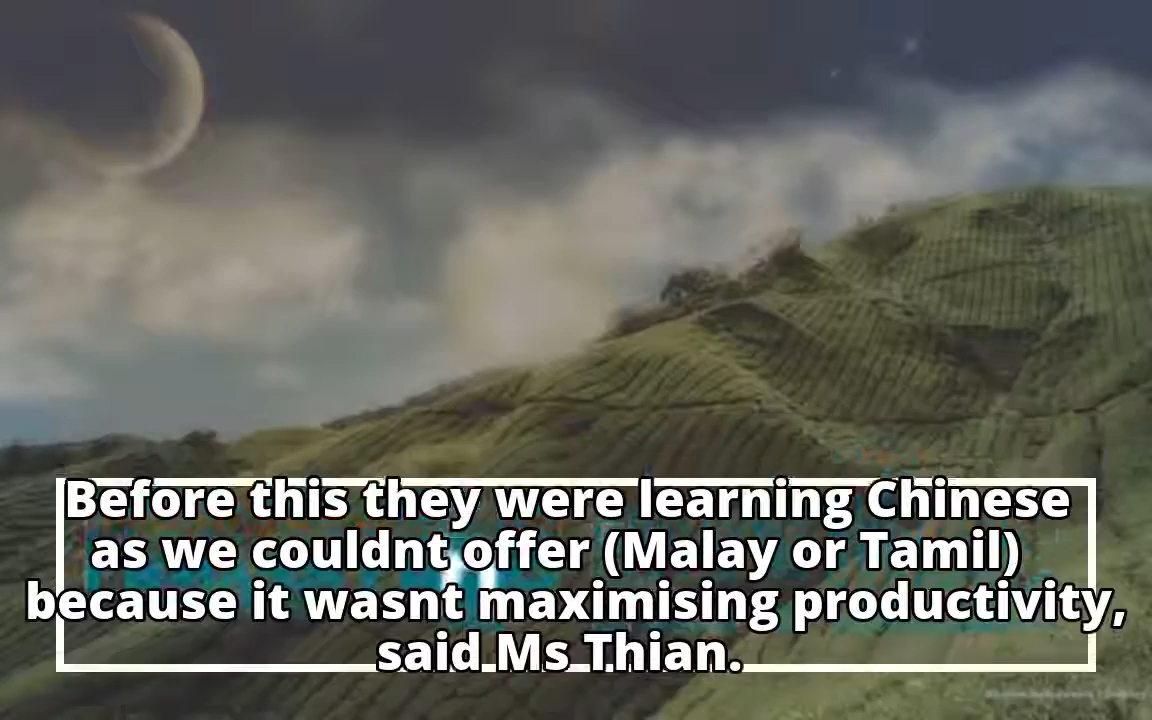 Before this they were learning Chinese
as we couldnt offer (Malay or Tamil)
because it wasnt maximising productivity,
said Ms Thian.